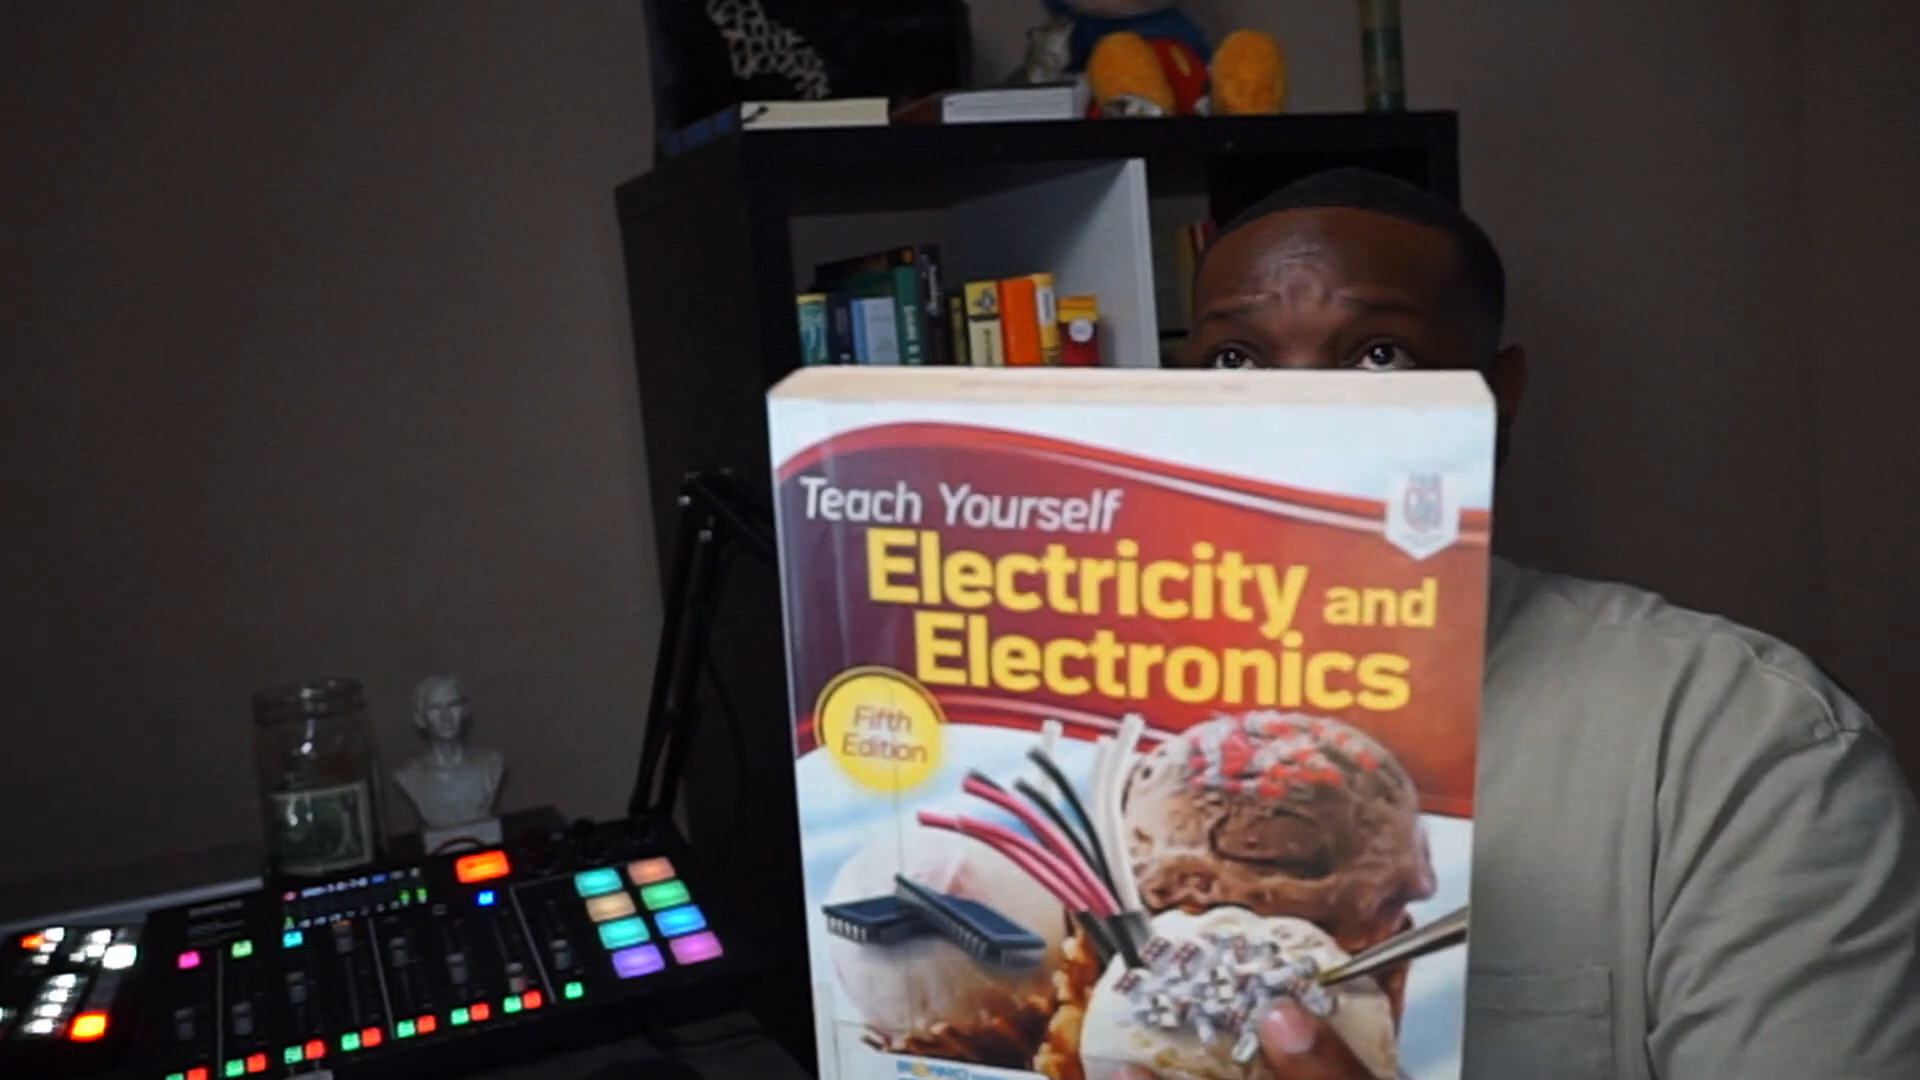 Teach Yourself
Electricity and
Electronics
Fifth
Edition